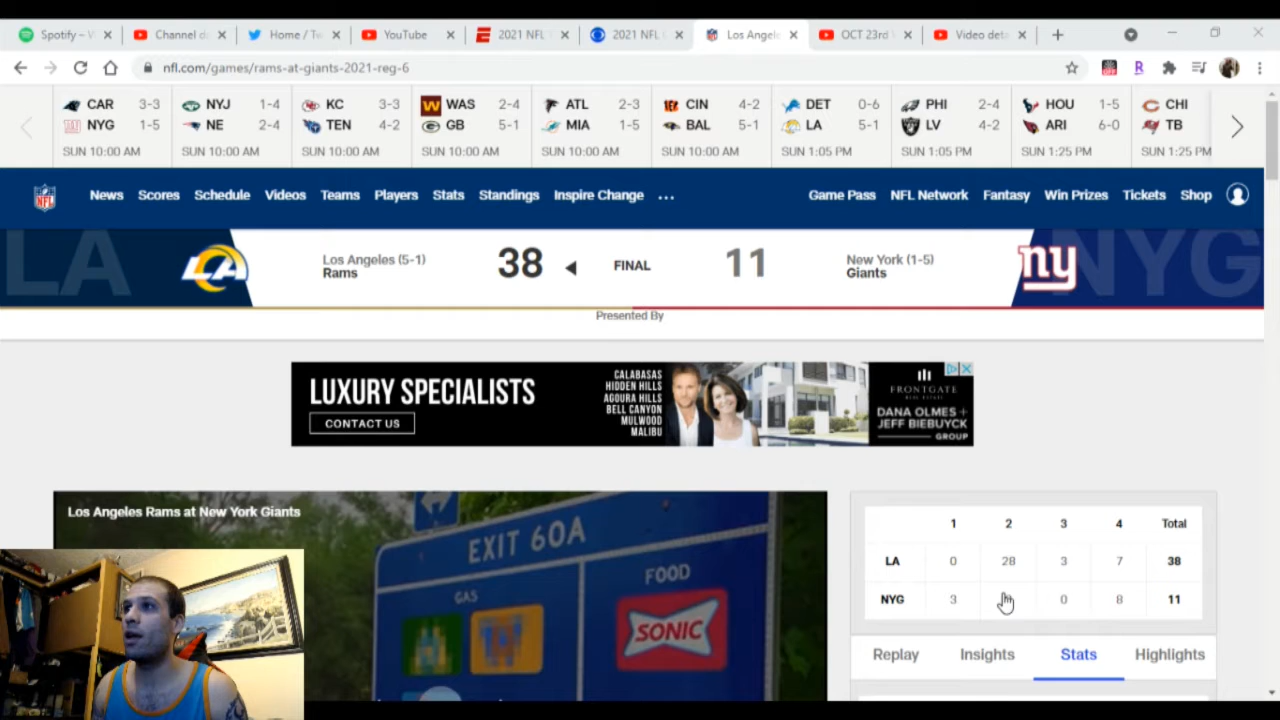 Spotify – V
Channel d
Home / Tw
YouTube
2021 NFL
2021 NFL
Los Angele
OCT 23rd
Video deta
nfl.com/games/rams-at-giants-2021-reg-6
CAR 3-3
NYG 1-5
SUN 10:00 AM
NYJ 1-4
NE 2-4
SUN 10:00 AM
KC 3-3
TEN 4-2
SUN 10:00 AM
WAS 2-4
GB 5-1
SUN 10:00 AM
ATL 2-3
MIA 1-5
SUN 10:00 AM
CIN 4-2
BAL 5-1
SUN 10:00 AM
DET 0-6
LA 5-1
SUN 1:05 PM
PHI 2-4
LV 4-2
SUN 1:05 PM
HOU 1-5
ARI 6-0
SUN 1:25 PM
CHI
TB
SUN 1:25 PM
NFL News Scores Schedule Videos Teams Players Stats Standings Inspire Change ... Game Pass NFL Network Fantasy Win Prizes Tickets Shop
LA
LA
Los Angeles (5-1)
Rams
38
FINAL
11
New York (1-5)
Giants
ny
NYG
Presented By
LUXURY SPECIALISTS
CONTACT US
CALABASAS
HIDDEN HILLS
AGOURA HILLS
BELL CANYON
MULWOOD
MALIBU
FRONTGATE
REAL ESTATE
DANA OLMES +
JEFF BIEBUYCK
GROUP
Los Angeles Rams at New York Giants
EXIT 60A
GAS
FOOD
SONIC
1 2 3 4 Total
LA 0 28 3 7 38
NYG 3 0 8 11
Replay Insights Stats Highlights